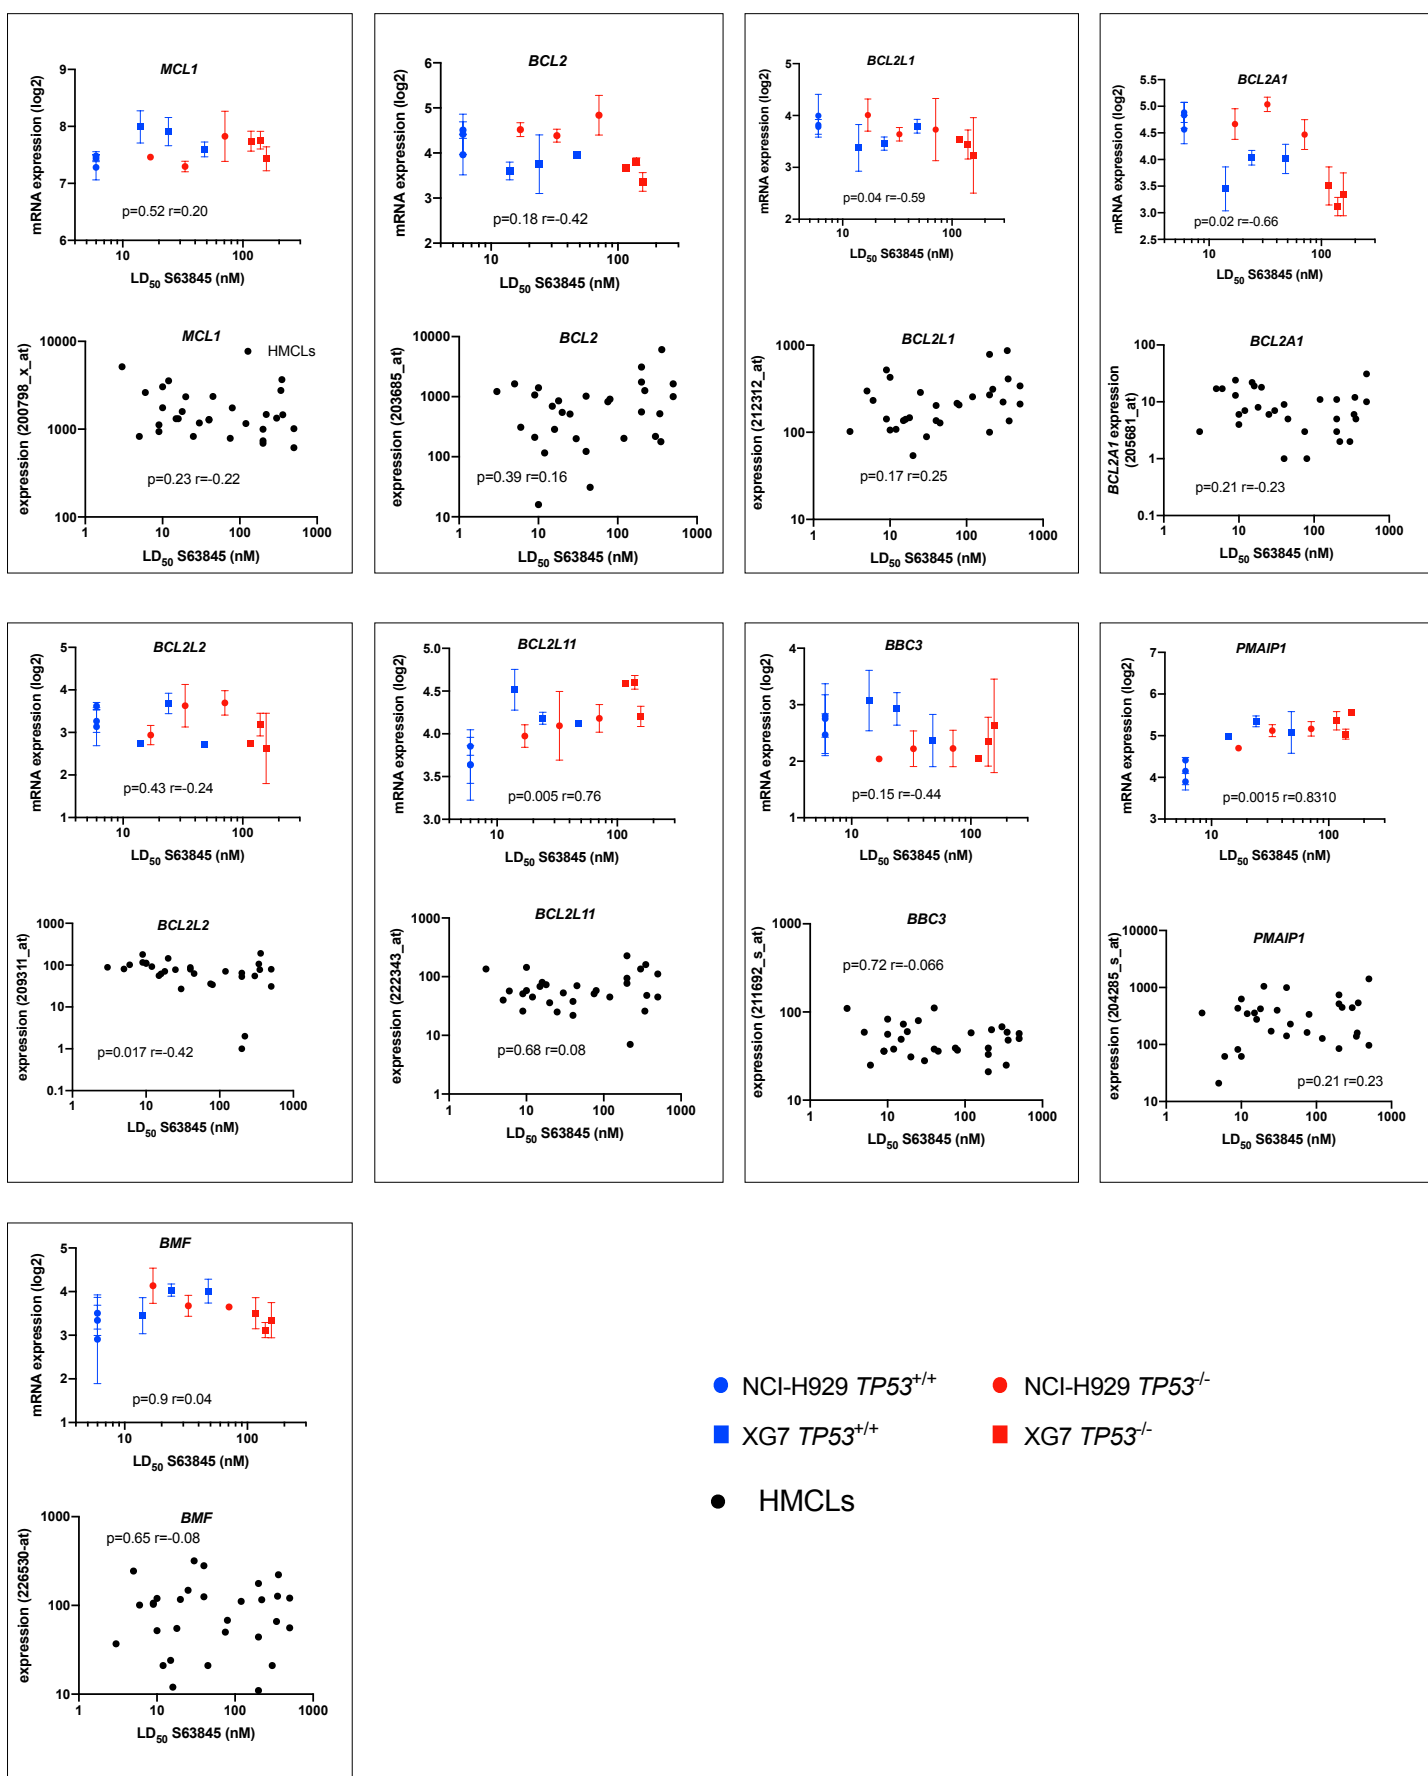 MCL1
mRNA expression (log2)
9
8
7
6
p=0.52 r=0.20
10
100
LD50 S63845 (nM)
MCL1
HMCLs
expression (200798_x_at)
10000
1000
100
p=0.23 r=-0.22
1
10
100
1000
LD50 S63845 (nM)
BCL2
mRNA expression (log2)
6
5
4
3
2
p=0.18 r=-0.42
10
100
LD50 S63845 (nM)
BCL2
expression (203685_at)
10000
1000
100
10
p=0.39 r=0.16
1
10
100
1000
LD50 S63845 (nM)
BCL2L1
mRNA expression (log2)
5
4
3
2
p=0.04 r=-0.59
10
100
LD50 S63845 (nM)
BCL2L1
expression (212312_at)
1000
100
10
p=0.17 r=0.25
1
10
100
1000
LD50 S63845 (nM)
BCL2A1
mRNA expression (log2)
5.5
5.0
4.5
4.0
3.5
3.0
2.5
p=0.02 r=-0.66
10
100
LD50 S63845 (nM)
BCL2A1
BCL2A1 expression
(205681_at)
100
10
1
0.1
p=0.21 r=-0.23
1
10
100
1000
LD50 S63845 (nM)
BCL2L2
mRNA expression (log2)
5
4
3
2
1
p=0.43 r=-0.24
10
100
LD50 S63845 (nM)
BCL2L2
expression (209311_at)
1000
100
10
1
0.1
p=0.017 r=-0.42
1
10
100
1000
LD50 S63845 (nM)
BCL2L11
mRNA expression (log2)
5.0
4.5
4.0
3.5
3.0
p=0.005 r=0.76
10
100
LD50 S63845 (nM)
BCL2L11
expression (222343_at)
1000
100
10
1
p=0.68 r=0.08
1
10
100
1000
LD50 S63845 (nM)
BBC3
mRNA expression (log2)
4
3
2
1
p=0.15 r=-0.44
10
100
LD50 S63845 (nM)
BBC3
expression (211692_s_at)
1000
100
10
p=0.72 r=-0.066
1
10
100
1000
LD50 S63845 (nM)
PMAIP1
mRNA expression (log2)
7
6
5
4
3
p=0.0015 r=0.8310
10
100
LD50 S63845 (nM)
PMAIP1
expression (204285_s_at)
10000
1000
100
10
p=0.21 r=0.23
1
10
100
1000
LD50 S63845 (nM)
BMF
mRNA expression (log2)
5
4
3
2
1
p=0.9 r=0.04
10
100
LD50 S63845 (nM)
BMF
expression (226530-at)
1000
100
10
p=0.65 r=-0.08
1
10
100
1000
LD50 S63845 (nM)
NCI-H929 TP53+/+
NCI-H929 TP53-/-
XG7 TP53+/+
XG7 TP53-/-
HMCLs